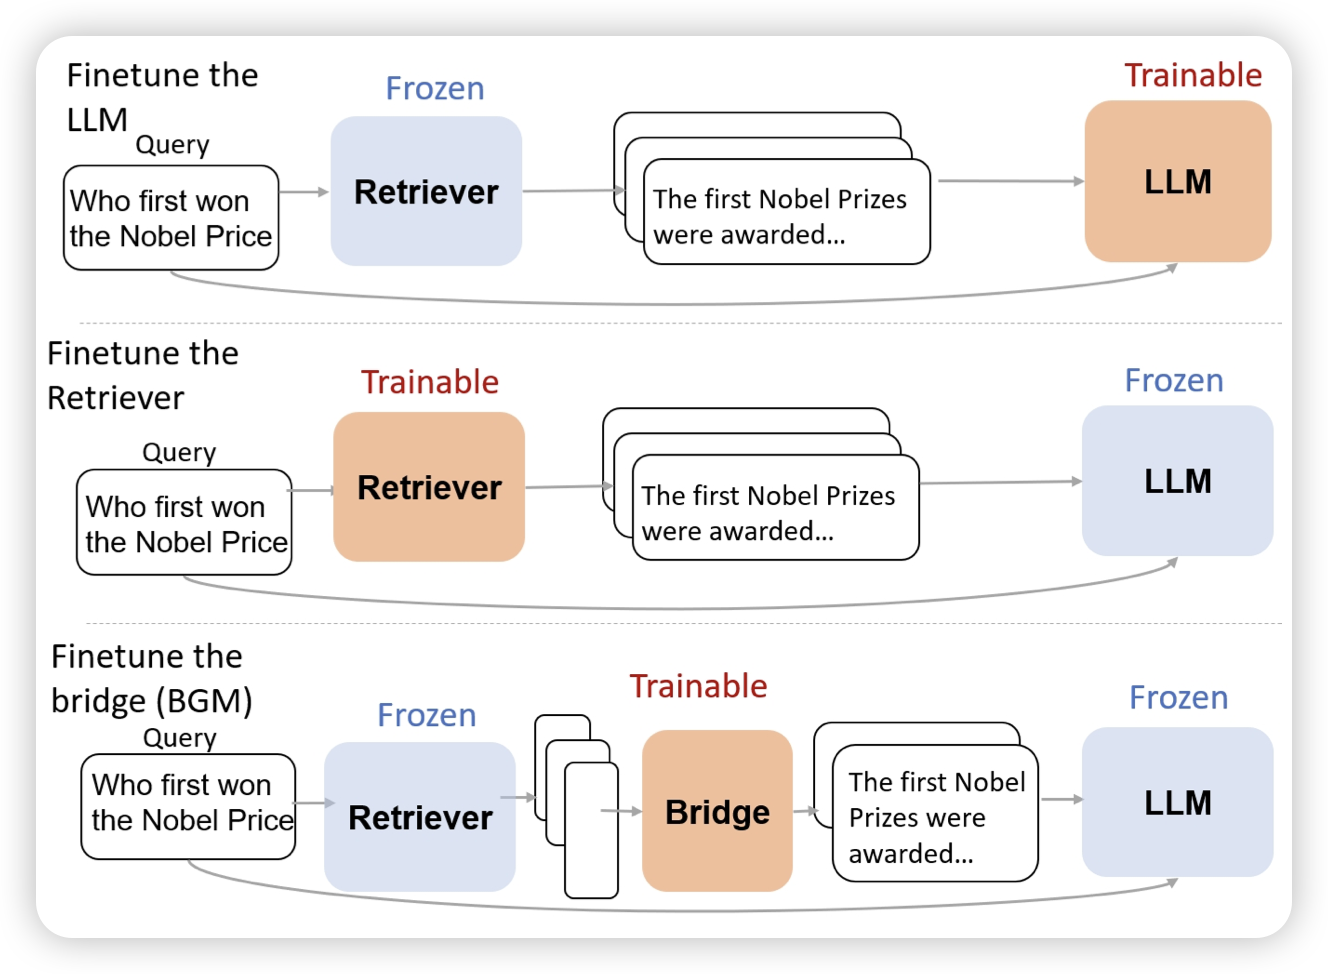 Finetune the
LLM
Frozen
Trainable
Query
Who first won
the Nobel Price
Retriever
The first Nobel Prizes
were awarded...
LLM
Finetune the
Retriever
Trainable
Frozen
Query
Who first won
the Nobel Price
Retriever
The first Nobel Prizes
were awarded...
LLM
Finetune the
bridge (BGM)
Frozen
Trainable
Frozen
Query
Who first won
the Nobel Price
Retriever
Bridge
The first Nobel
Prizes were
awarded...
LLM